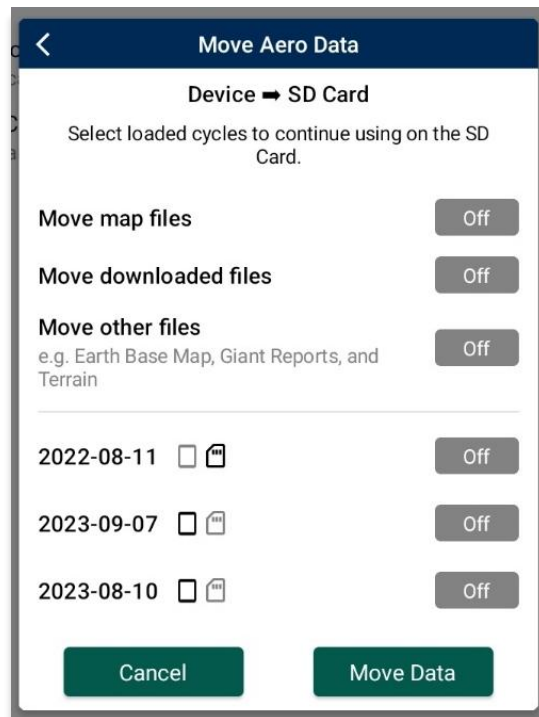 Move Aero Data
Device ➡ SD Card
Select loaded cycles to continue using on the SD
Card.
Move map files Off
Move downloaded files Off
Move other files
e.g. Earth Base Map, Giant Reports, and
Terrain
Off
2022-08-11 Off
2023-09-07 Off
2023-08-10 Off
Cancel Move Data